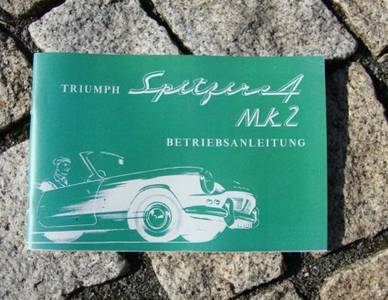 TRIUMPH Spitfire 4
MK.2
BETRIEBSANLEITUNG